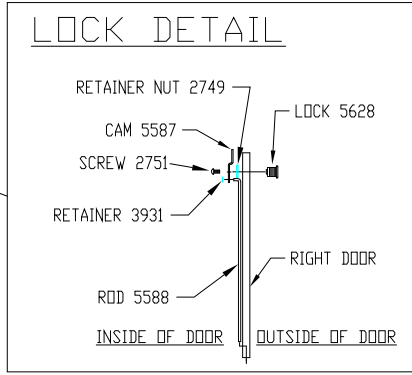 LOCK DETAIL
RETAINER NUT 2749
LOCK 5628
CAM 5587
SCREW 2751
RETAINER 3931
RIGHT DOOR
ROD 5588
INSIDE OF DOOR
OUTSIDE OF DOOR